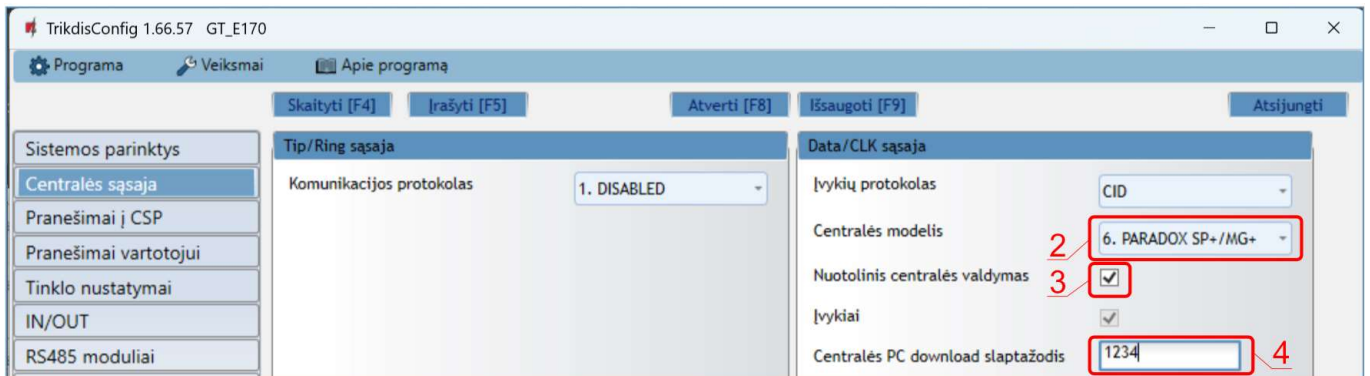 TrikdisConfig 1.66.57 GT_E170
Programa Veiksmai Apie programą
Skaityti [F4] Įrašyti [F5] Atverti [F8] Išsaugoti [F9] Atsijungti
Sistemos parinktys
Centralės sąsaja
Pranešimai į CSP
Pranešimai vartotojui
Tinklo nustatymai
IN/OUT
RS485 moduliai
Tip/Ring sąsaja
Komunikacijos protokolas 1. DISABLED
Data/CLK sąsaja
Įvykių protokolas CID
Centralės modelis 2 6. PARADOX SP+/MG+
Nuotolinis centralės valdymas 3
Įvykiai
Centralės PC download slaptažodis 1234 4